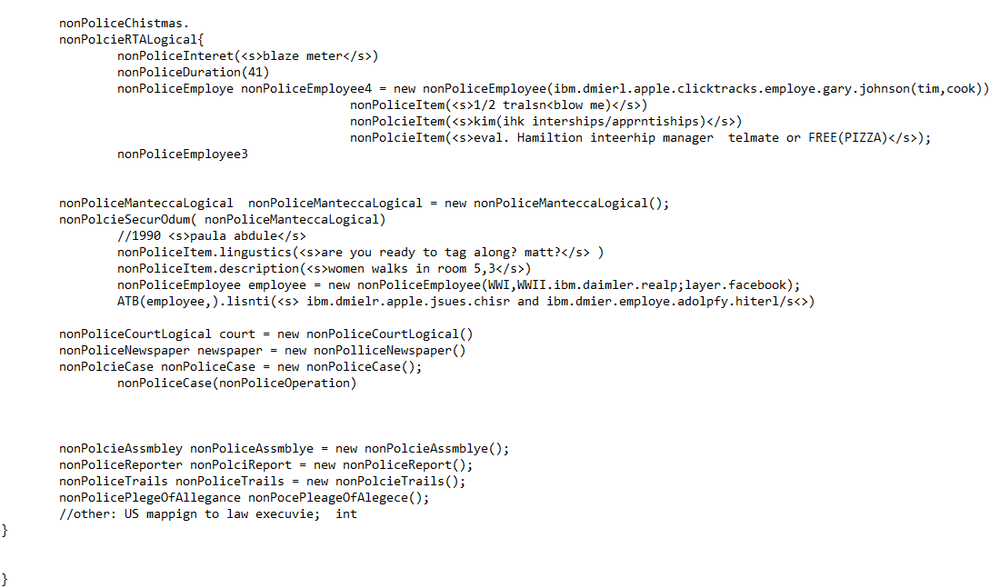 nonPoliceChistmas.
nonPolcieRTALogical{
nonPoliceInteret(<s>blaze meter</s>)
nonPoliceDuration(41)
nonPoliceEmploye nonPoliceEmployee4 = new nonPoliceEmployee(ibm.dmierl.apple.clicktracks.employe.gary.johnson(tim,cook))
nonPoliceItem(<s>1/2 tralsn<blow me)</s>)
nonPolcieItem(<s>kim(ihk interships/apprntiships)</s>)
nonPolcieItem(<s>eval. Hamiltion inteerhip manager  telmate or FREE(PIZZA)</s>);
nonPoliceEmployee3
nonPoliceManteccaLogical  nonPoliceManteccaLogical = new nonPoliceManteccaLogical();
nonPolcieSecurOdum( nonPoliceManteccaLogical)
//1990 <s>paula abdule</s>
nonPoliceItem.lingustics(<s>are you ready to tag along? matt?</s> )
nonPoliceItem.description(<s>women walks in room 5,3</s>)
nonPoliceEmployee employee = new nonPoliceEmployee(WWI,WWII.ibm.daimler.realp;layer.facebook);
ATB(employee,).lisnti(<s> ibm.dmielr.apple.jsues.chisr and ibm.dmier.employe.adolpfy.hiterl/s<>)
nonPoliceCourtLogical court = new nonPoliceCourtLogical()
nonPoliceNewspaper newspaper = new nonPolliceNewspaper()
nonPolcieCase nonPoliceCase = new nonPoliceCase();
nonPoliceCase(nonPoliceOperation)
nonPolcieAssmbley nonPoliceAssmblye = new nonPolcieAssmblye();
nonPoliceReporter nonPolciReport = new nonPoliceReport();
nonPoliceTrails nonPoliceTrails = new nonPolcieTrails();
nonPolicePlegeOfAllegance nonPocePleageOfAlegece();
//other: US mappign to law execuvie;  int
}
}